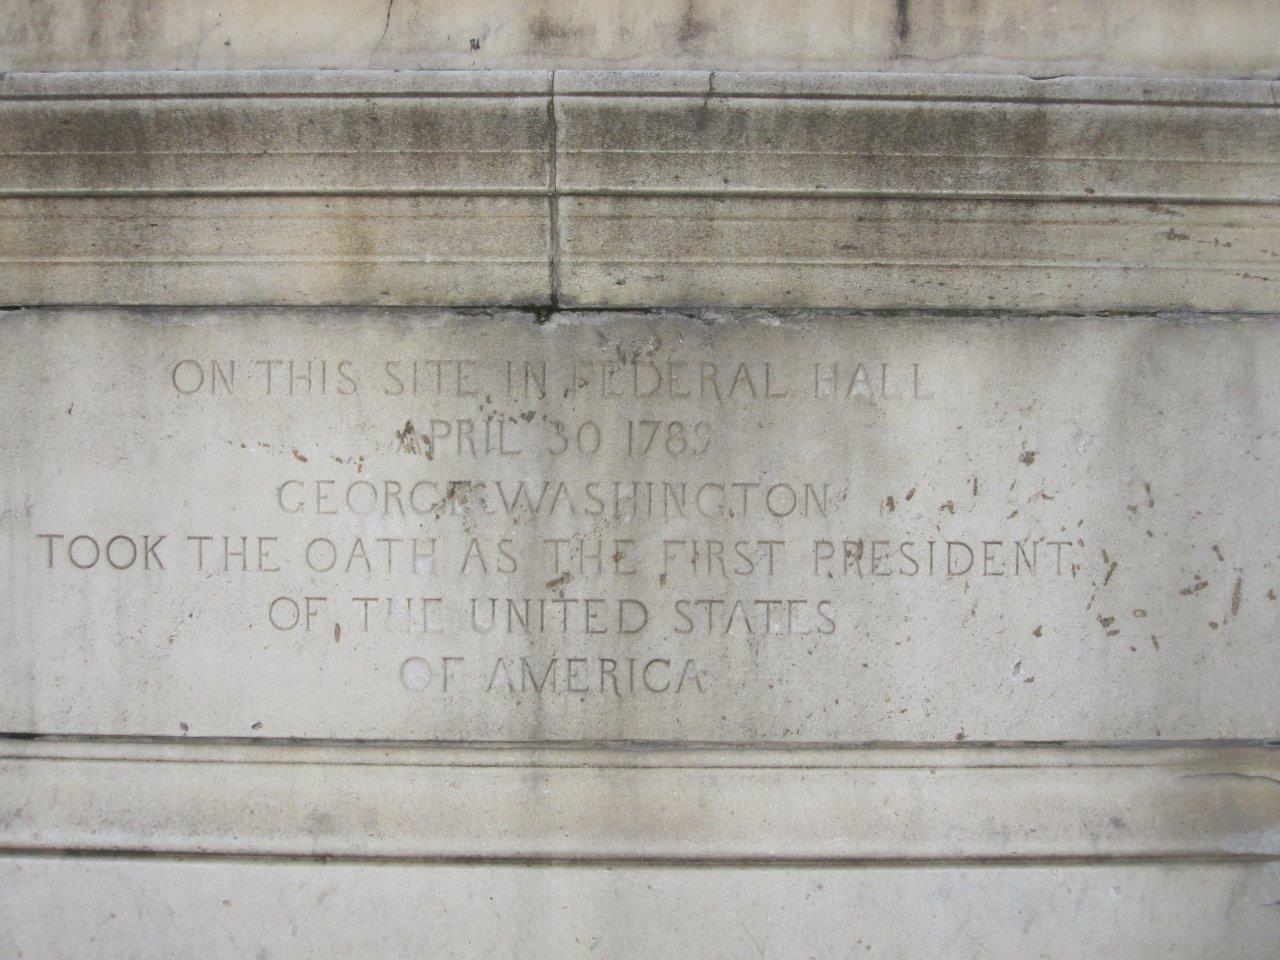 ON THIS SITE IN FEDERAL HALL
APRIL 30 1789
GEORGE WASHINGTON
TOOK THE OATH AS THE FIRST PRESIDENT
OF THE UNITED STATES
OF AMERICA